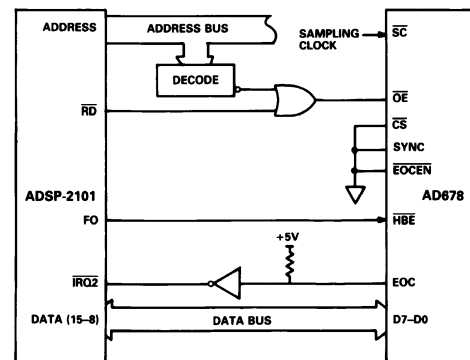 ADDRESS
ADDRESS BUS
SAMPLING
CLOCK
SC
DECODE
RD
OE
CS
SYNC
EOCEN
ADSP-2101
AD678
FO
HBE
+5V
IRQ2
EOC
DATA (15–8)
DATA BUS
D7–D0